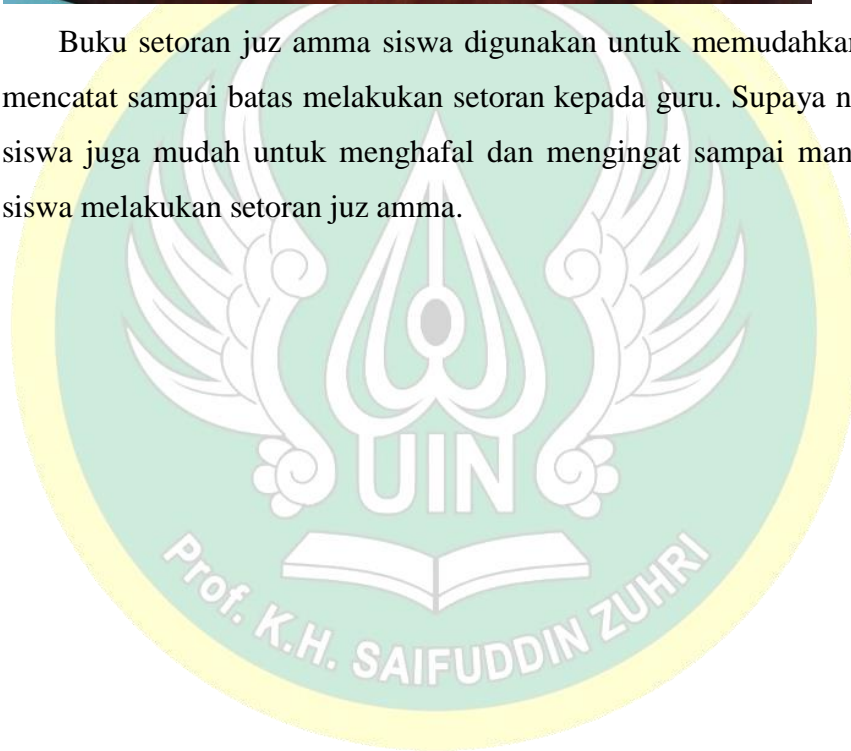 Buku setoran juz amma siswa digunakan untuk memudahkan
mencatat sampai batas melakukan setoran kepada guru. Supaya
siswa juga mudah untuk menghafal dan mengingat sampai
siswa melakukan setoran juz amma.
UIN
Prof. K.H. SAIFUDDIN ZUHRI